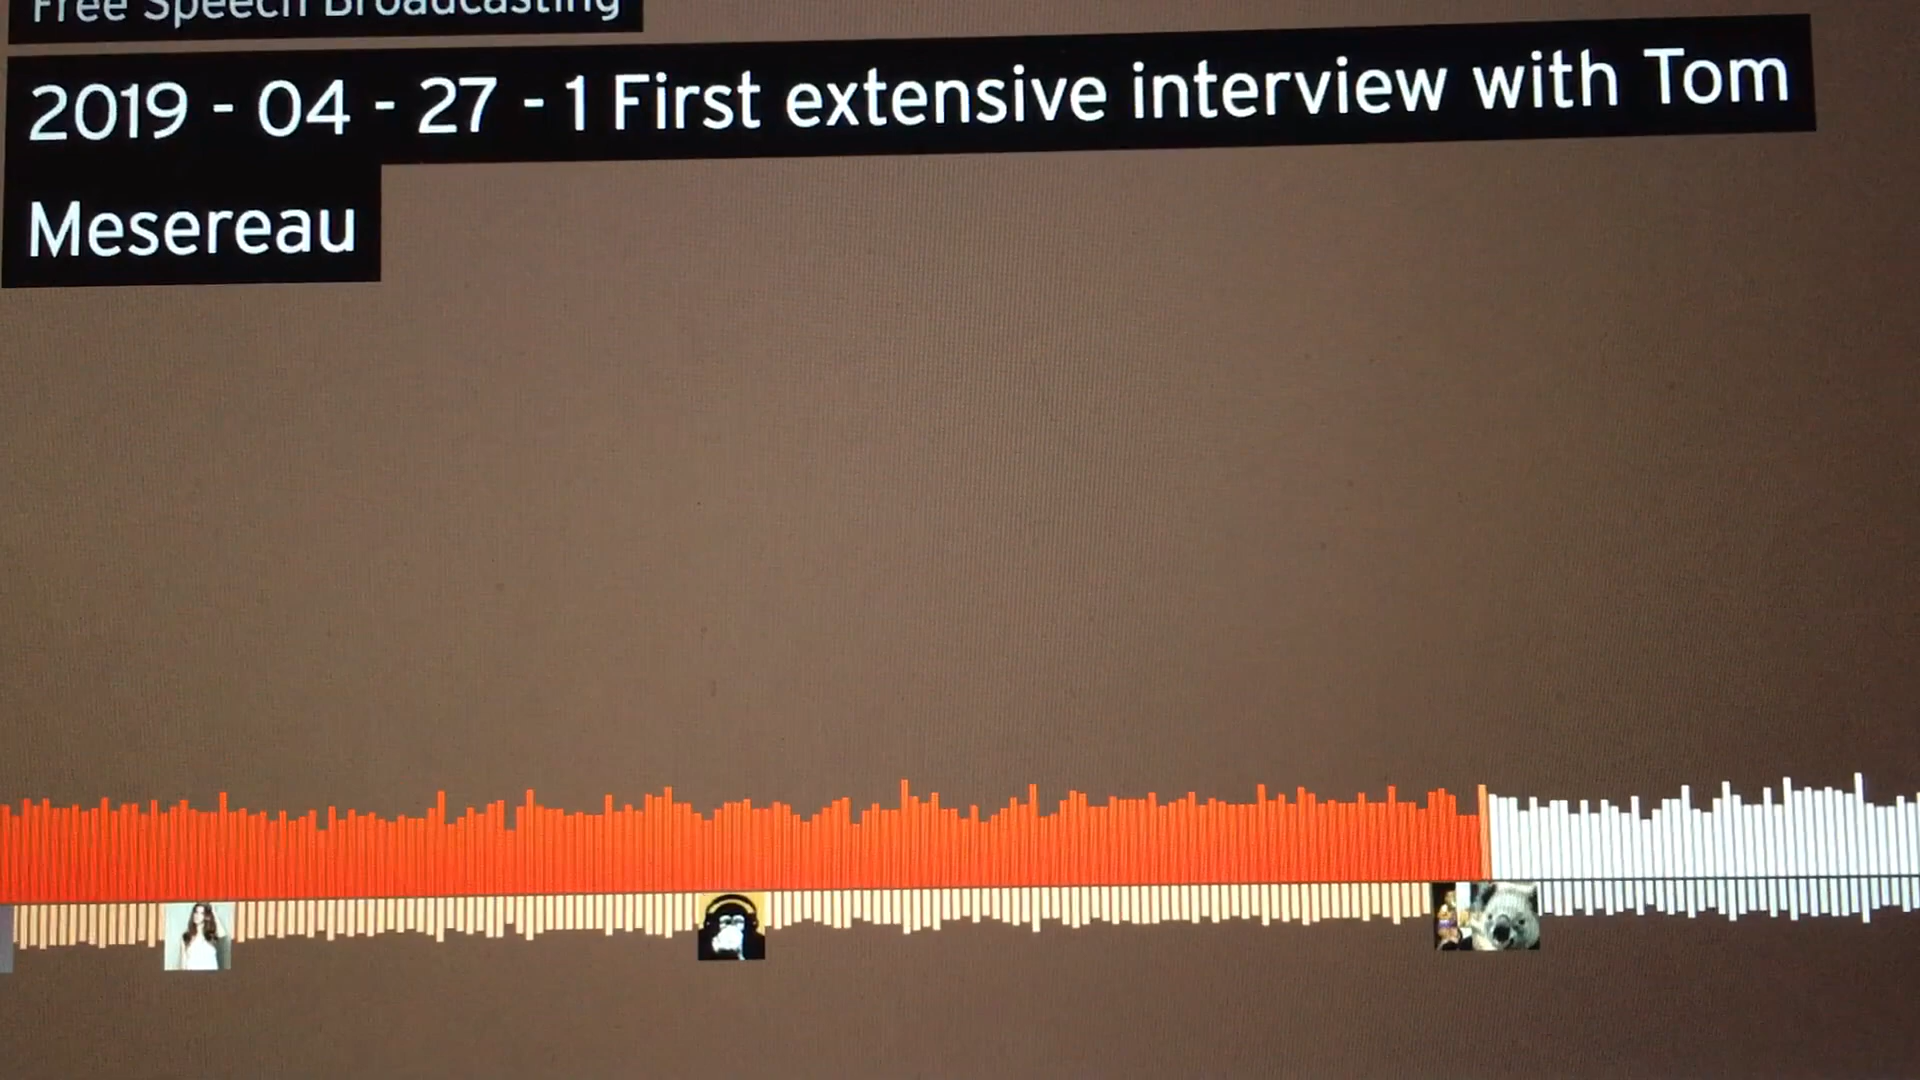 Free Speech Broadcasting
2019 - 04 - 27 - 1 First extensive interview with Tom
Mesereau